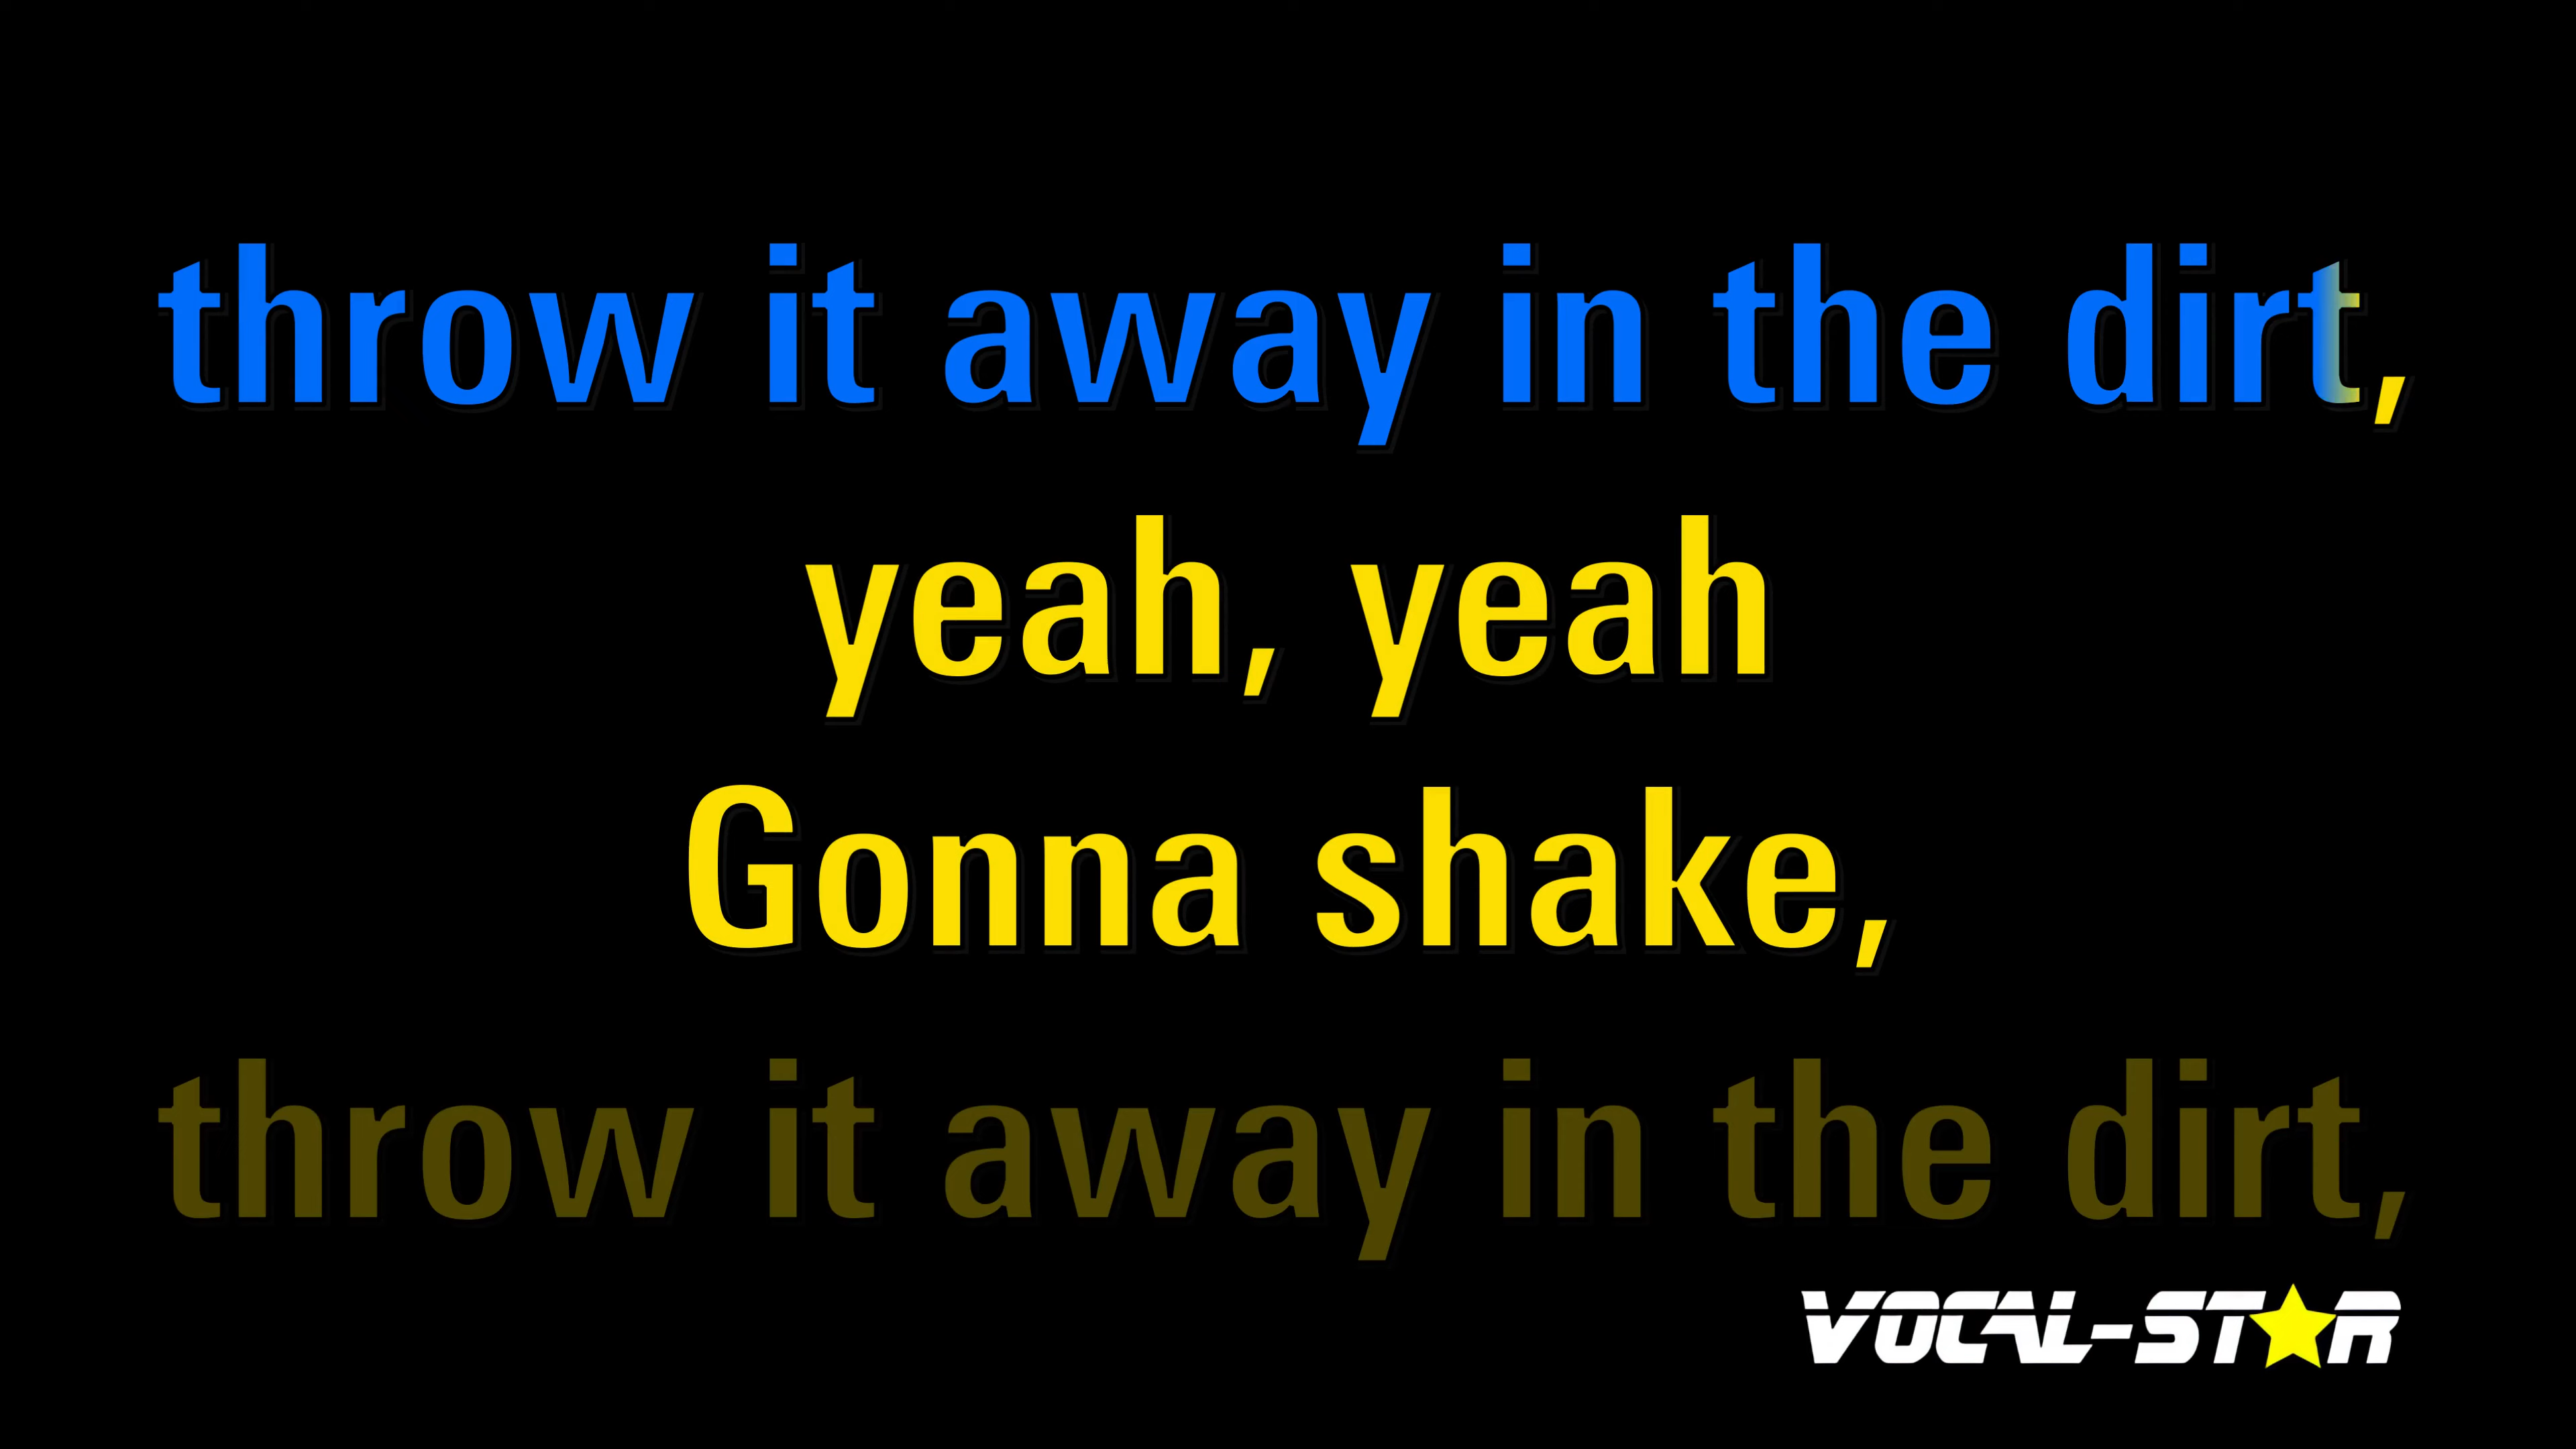 throw it away in the dirt,
yeah, yeah
Gonna shake,
throw it away in the dirt,
VOCAL-STAR